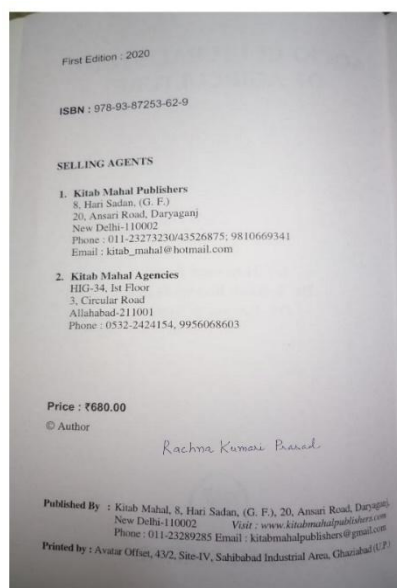 First Edition : 2020
ISBN : 978-93-87253-62-9
SELLING AGENTS
1. Kitab Mahal Publishers
8, Hari Sadan, (G. F.)
20, Ansari Road, Daryaganj
New Delhi-110002
Phone : 011-23273230/43526875; 9810669341
Email : kitab_mahal@hotmail.com
2. Kitab Mahal Agencies
HIG-34, Ist Floor
3, Circular Road
Allahabad-211001
Phone : 0532-2424154, 9956068603
Price : ₹680.00
© Author
Rachna Kumari Prasad
Published By : Kitab Mahal, 8, Hari Sadan, (G. F.), 20, Ansari Road, Daryaganj,
New Delhi-110002 Visit : www.kitabmahalpublishers.com
Phone : 011-23289285 Email : kitabmahalpublishers@gmail.com
Printed by : Avatar Offset, 43/2, Site-IV, Sahibabad Industrial Area, Ghaziabad (U.P.)